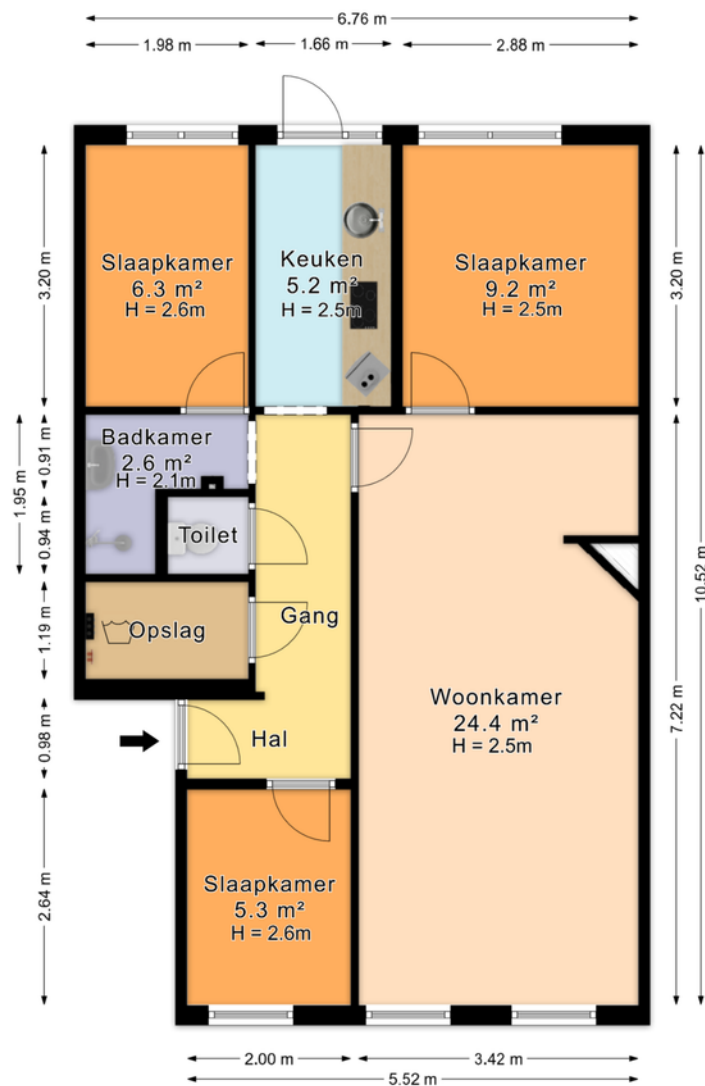 6.76 m
1.98 m
1.66 m
2.88 m
3.20 m
3.20 m
Slaapkamer
6.3 m²
H = 2.6m
Keuken
5.2 m²
H = 2.5m
Slaapkamer
9.2 m²
H = 2.5m
1.95 m
0.91 m
0.94 m
1.19 m
0.98 m
2.64 m
Badkamer
2.6 m²
H = 2.1m
Toilet
Opslag
Gang
Hal
Woonkamer
24.4 m²
H = 2.5m
7.22 m
10.52 m
Slaapkamer
5.3 m²
H = 2.6m
2.00 m
3.42 m
5.52 m